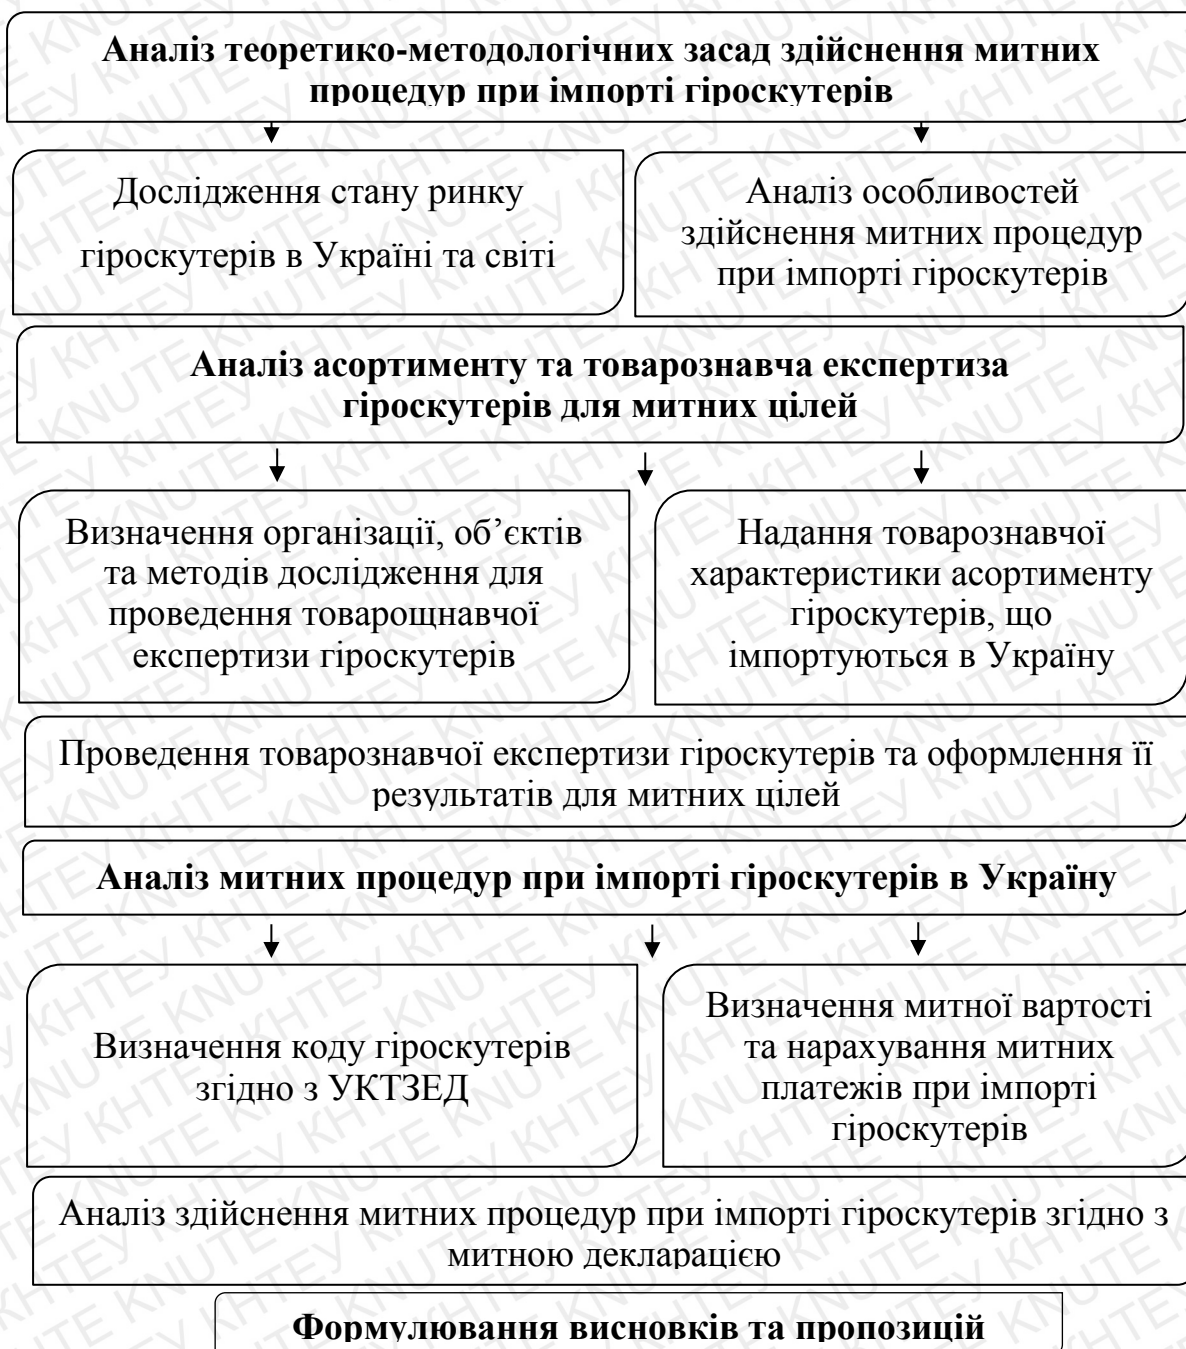 Аналіз теоретико-методологічних засад здійснення митних
процедур при імпорті гіроскутерів
Дослідження стану ринку
гіроскутерів в Україні та світі
Аналіз особливостей
здійснення митних процедур
при імпорті гіроскутерів
Аналіз асортименту та товарознавча експертиза
гіроскутерів для митних цілей
Визначення організації, об’єктів
та методів дослідження для
проведення товарощнавчої
експертизи гіроскутерів
Надання товарознавчої
характеристики асортименту
гіроскутерів, що
імпортуються в Україну
Проведення товарознавчої експертизи гіроскутерів та оформлення її
результатів для митних цілей
Аналіз митних процедур при імпорті гіроскутерів в Україну
Визначення коду гіроскутерів
згідно з УКТЗЕД
Визначення митної вартості
та нарахування митних
платежів при імпорті
гіроскутерів
Аналіз здійснення митних процедур при імпорті гіроскутерів згідно з
митною декларацією
Формулювання висновків та пропозицій